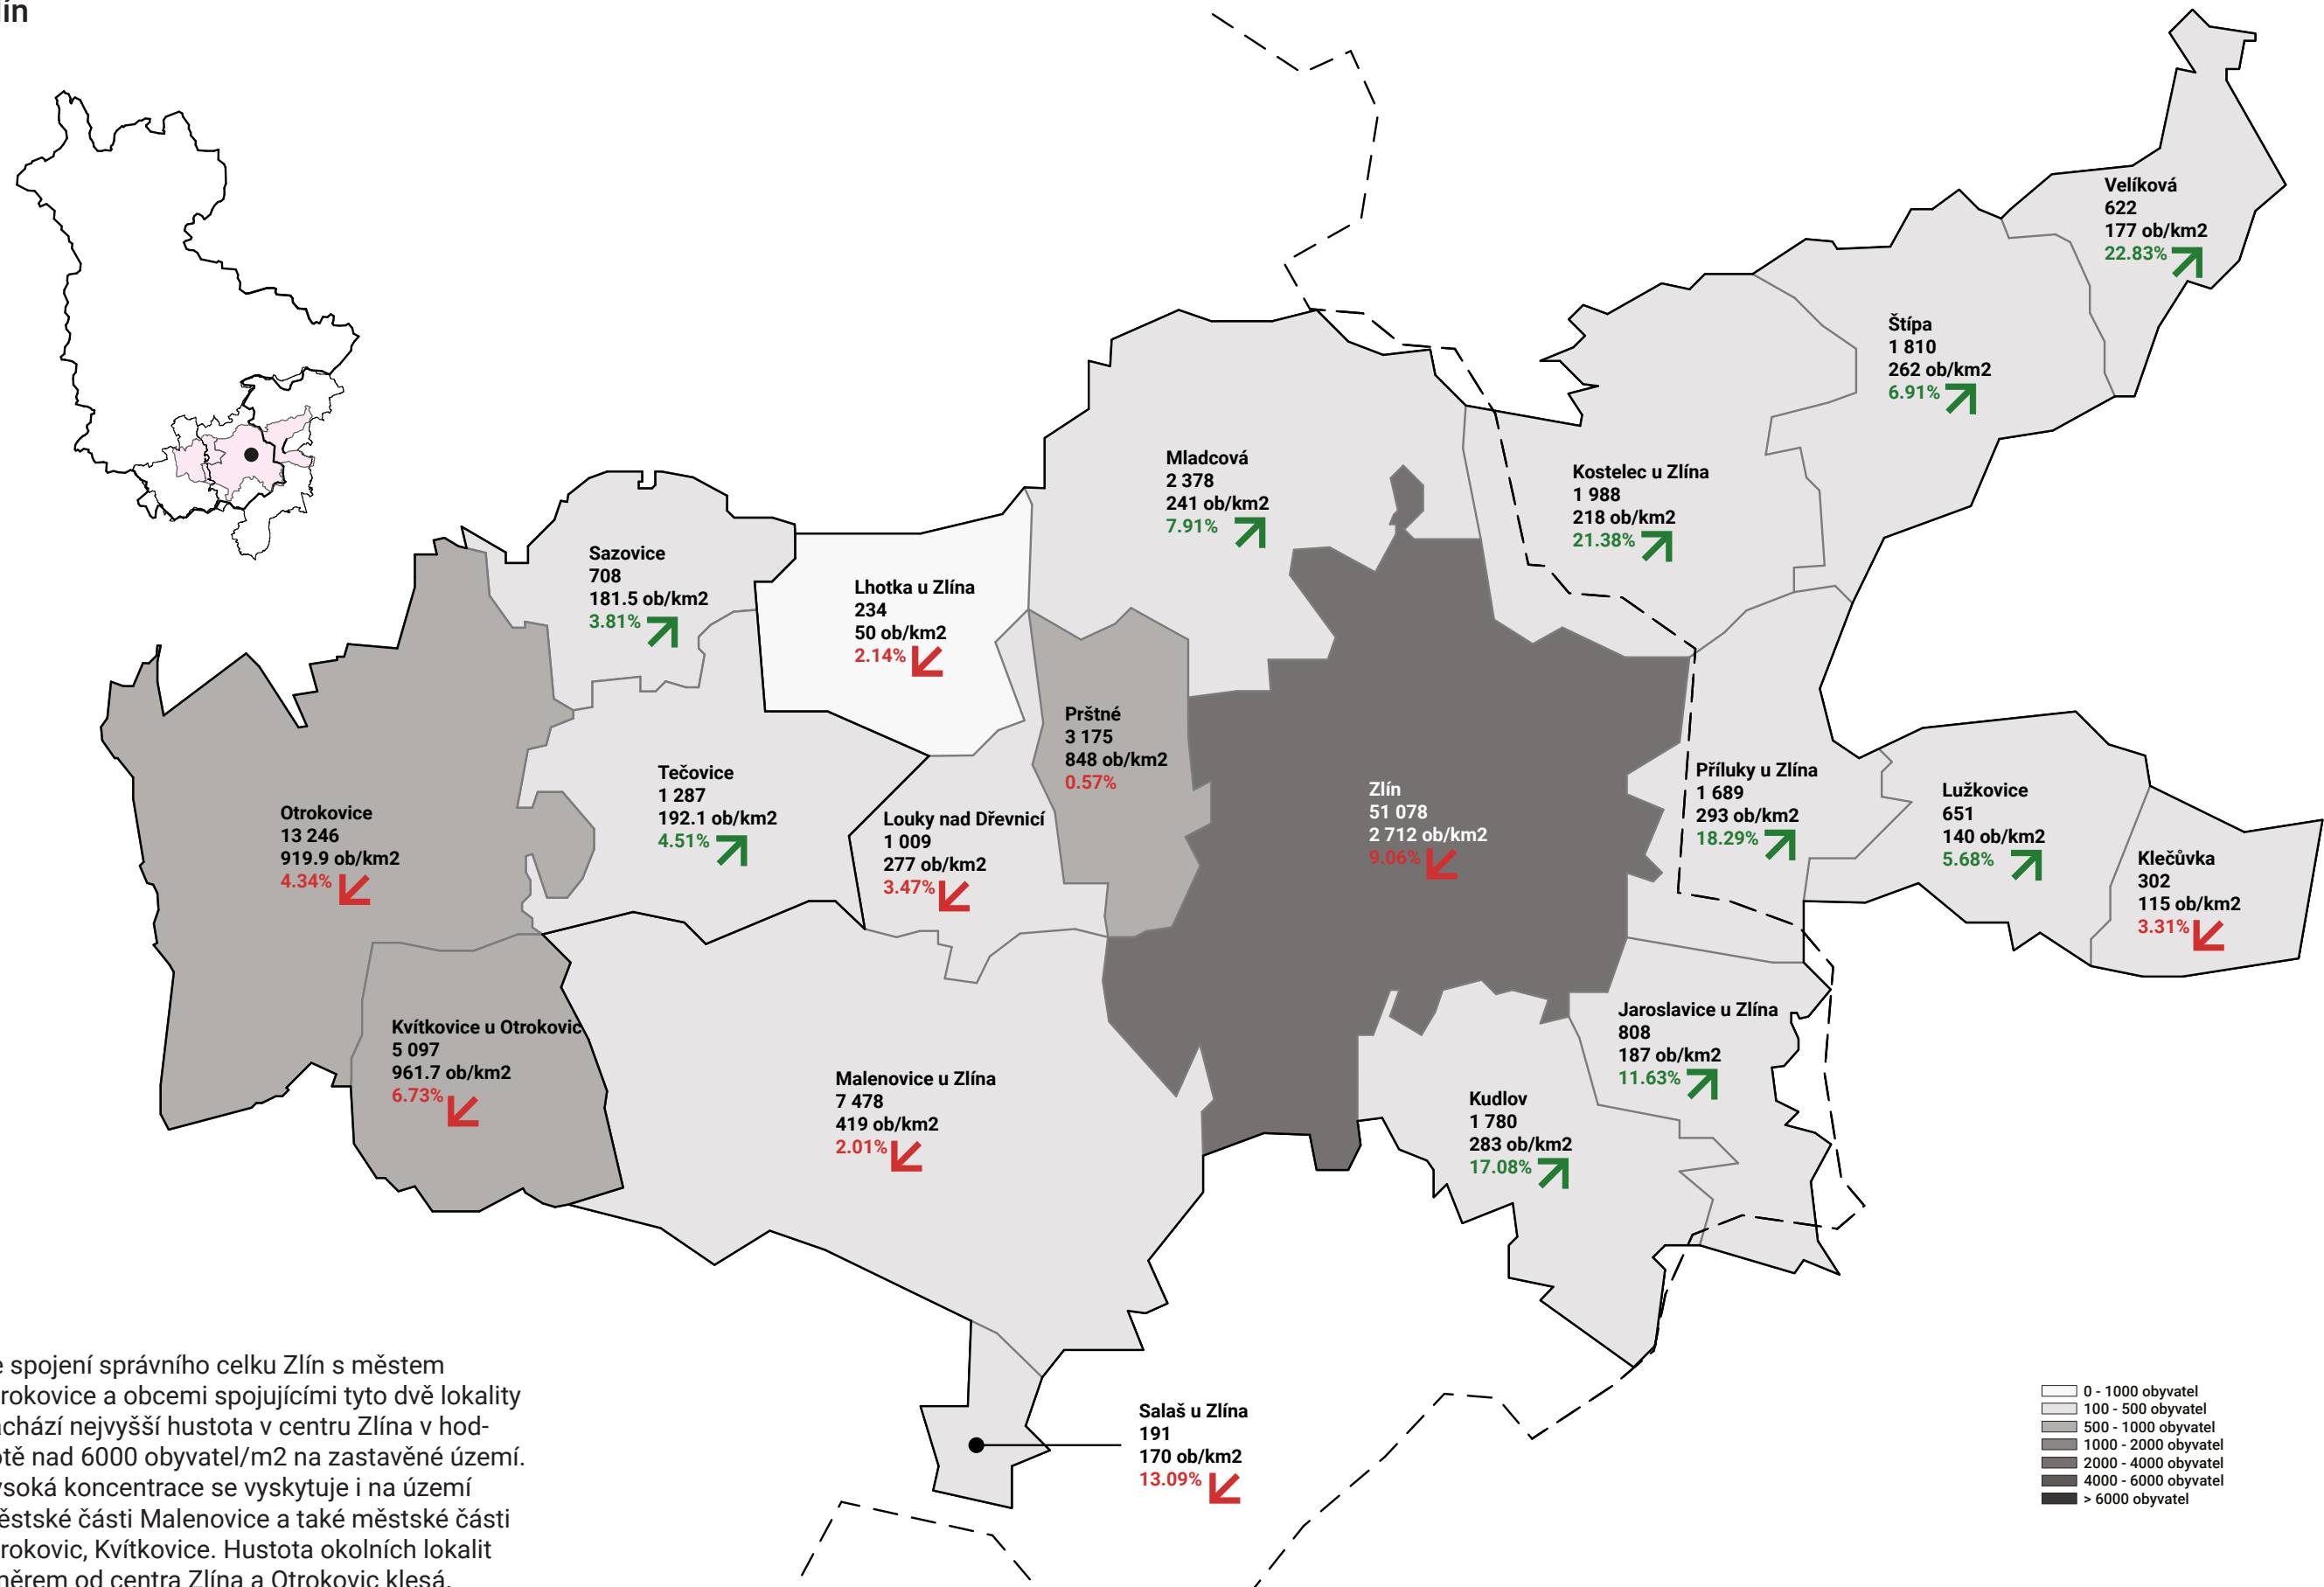 lín
Velíková
622
177 ob/km2
22.83%
Štípa
1 810
262 ob/km2
6.91%
Mladcová
2 378
241 ob/km2
7.91%
Kostelec u Zlína
1 988
218 ob/km2
21.38%
Sazovice
708
181.5 ob/km2
3.81%
Lhotka u Zlína
234
50 ob/km2
2.14%
Prštné
3 175
848 ob/km2
0.57%
Tečovice
1 287
192.1 ob/km2
4.51%
Otrokovice
13 246
919.9 ob/km2
4.34%
Louky nad Dřevnicí
1 009
277 ob/km2
3.47%
Zlín
51 078
2 712 ob/km2
9.06%
Příluky u Zlína
1 689
293 ob/km2
18.29%
Lužkovice
651
140 ob/km2
5.68%
Klečůvka
302
115 ob/km2
3.31%
Kvítkovice u Otrokovic
5 097
961.7 ob/km2
6.73%
Malenovice u Zlína
7 478
419 ob/km2
2.01%
Jaroslavice u Zlína
808
187 ob/km2
11.63%
Kudlov
1 780
283 ob/km2
17.08%
Salaš u Zlína
191
170 ob/km2
13.09%
e spojení správního celku Zlín s městem
rokovice a obcemi spojujícími tyto dvě lokality
achází nejvyšší hustota v centru Zlína v hod-
otě nad 6000 obyvatel/m2 na zastavěné území.
ysoká koncentrace se vyskytuje i na území
ěstské části Malenovice a také městské části
rokovic, Kvítkovice. Hustota okolních lokalit
měrem od centra Zlína a Otrokovic klesá.
0 - 1000 obyvatel
100 - 500 obyvatel
500 - 1000 obyvatel
1000 - 2000 obyvatel
2000 - 4000 obyvatel
4000 - 6000 obyvatel
> 6000 obyvatel